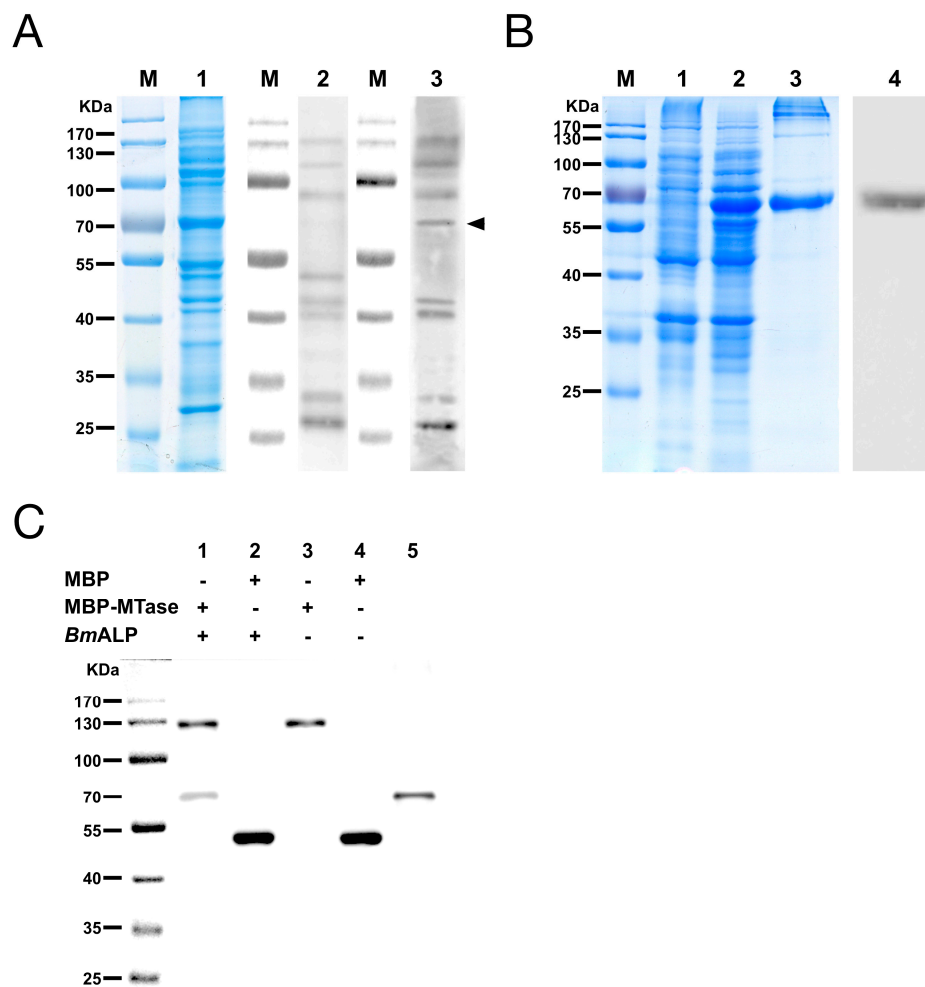 A
M 1 M 2 M 3
KDa
170
130
100
70
55
40
35
25
B
M 1 2 3 4
KDa
170
130
100
70
55
40
35
25
C
1 2 3 4 5
MBP - + - +
MBP-MTase + - + -
BmALP + + - -
KDa
170
130
100
70
55
40
35
25